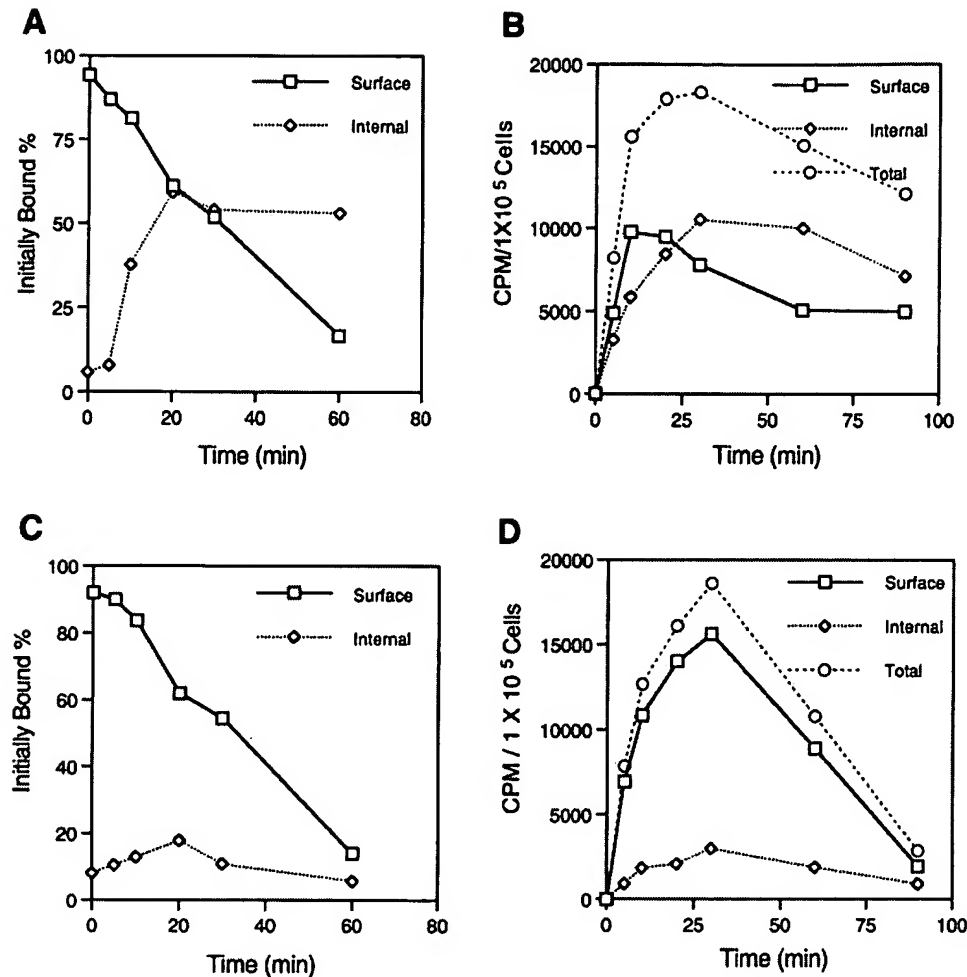 A
100
75
50
25
0
Initially Bound %
Surface
Internal
0 20 40 60 80
Time (min)
B
20000
15000
10000
5000
0
CPM/1X10 5 Cells
Surface
Internal
Total
0 25 50 75 100
Time (min)
C
100
80
60
40
20
0
Initially Bound %
Surface
Internal
0 20 40 60 80
Time (min)
D
20000
15000
10000
5000
0
CPM / 1 X 10 5 Cells
Surface
Internal
Total
0 25 50 75 100
Time (min)